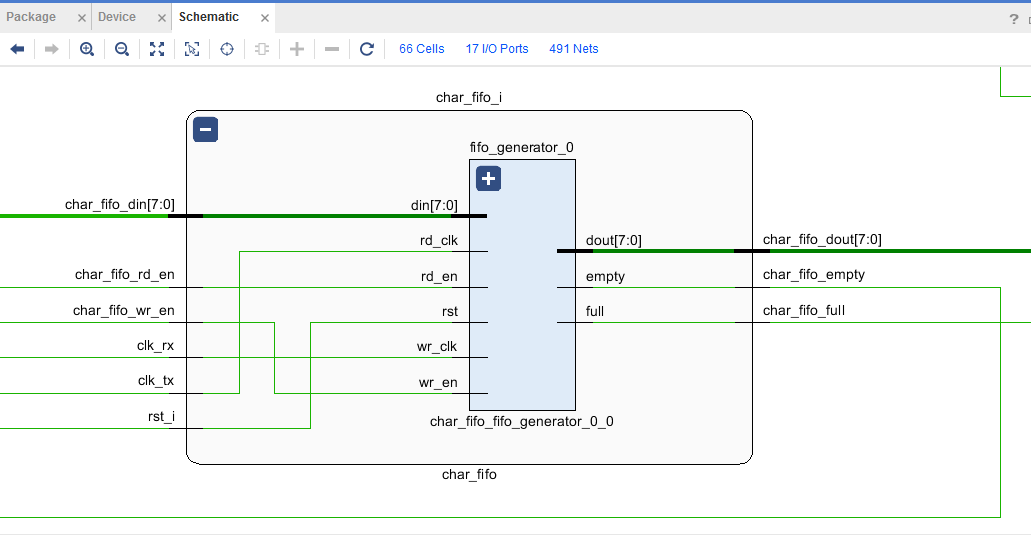 Package
Device
Schematic
?
66 Cells
17 I/O Ports
491 Nets
char_fifo_i
fifo_generator_0
char_fifo_din[7:0]
din[7:0]
rd_clk
dout[7:0]
char_fifo_dout[7:0]
char_fifo_rd_en
rd_en
empty
char_fifo_empty
char_fifo_wr_en
rst
full
char_fifo_full
clk_rx
wr_clk
clk_tx
wr_en
rst_i
char_fifo_fifo_generator_0_0
char_fifo